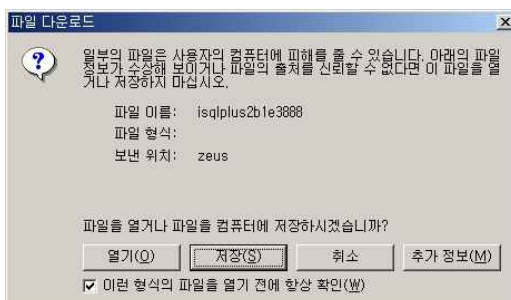 파일 다운로드
일부의 파일은 사용자의 컴퓨터에 피해를 줄 수 있습니다. 아래의 파일
정보가 수상해 보이거나 파일의 출처를 신뢰할 수 없다면 이 파일을 열
거나 저장하지 마십시오.
파일 이름: isqlplus2b1e3888
파일 형식:
보낸 위치: zeus
파일을 열거나 파일을 컴퓨터에 저장하시겠습니까?
열기(O) 저장(S) 취소 추가 정보(M)
이런 형식의 파일을 열기 전에 항상 확인(W)